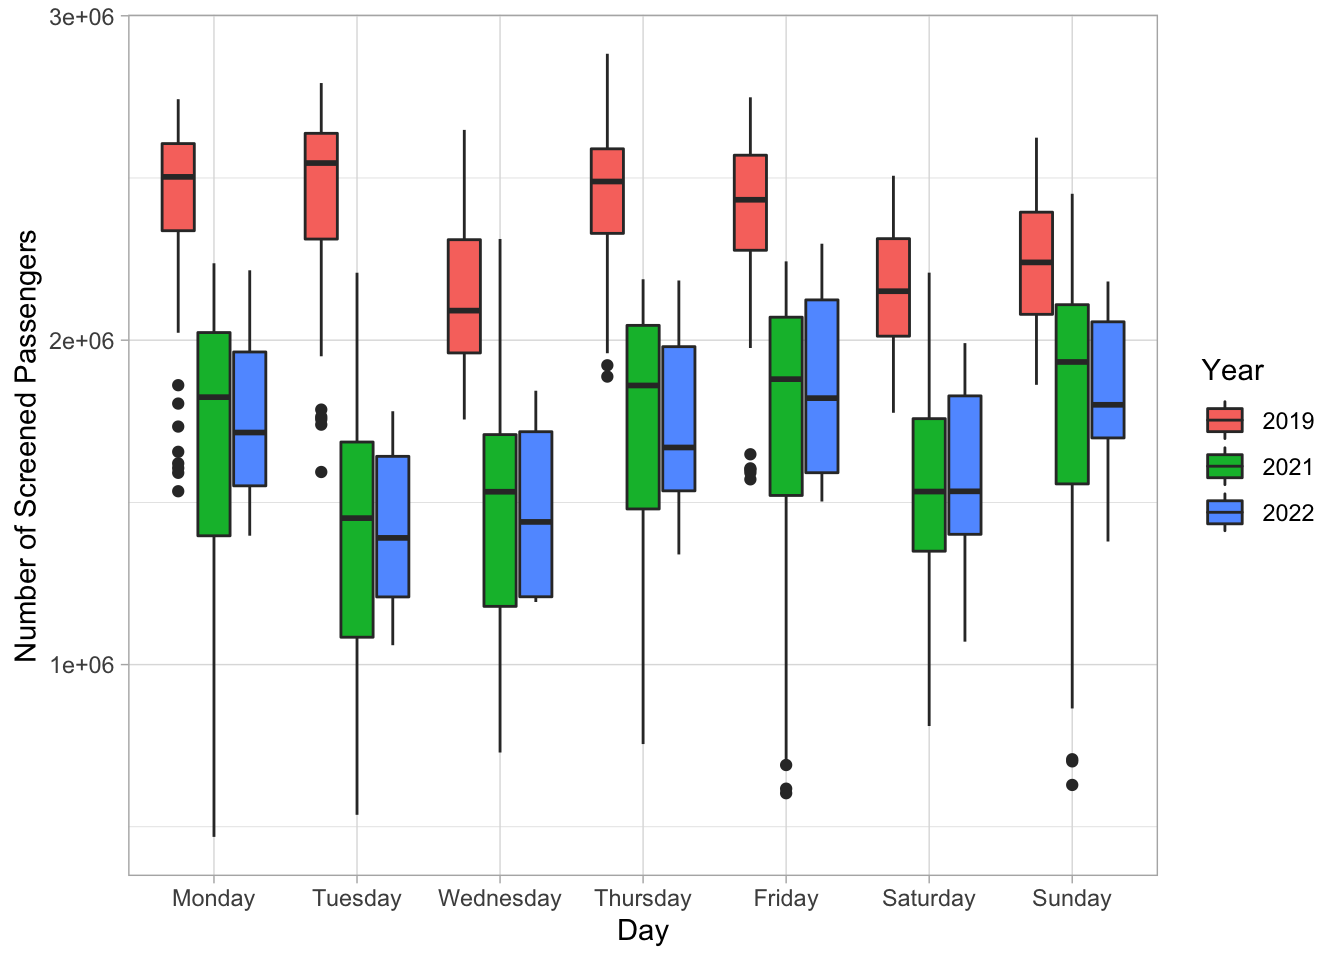 3e+06
2e+06
1e+06
Number of Screened Passengers
Monday Tuesday Wednesday Thursday Friday Saturday Sunday
Day
Year
2019
2021
2022